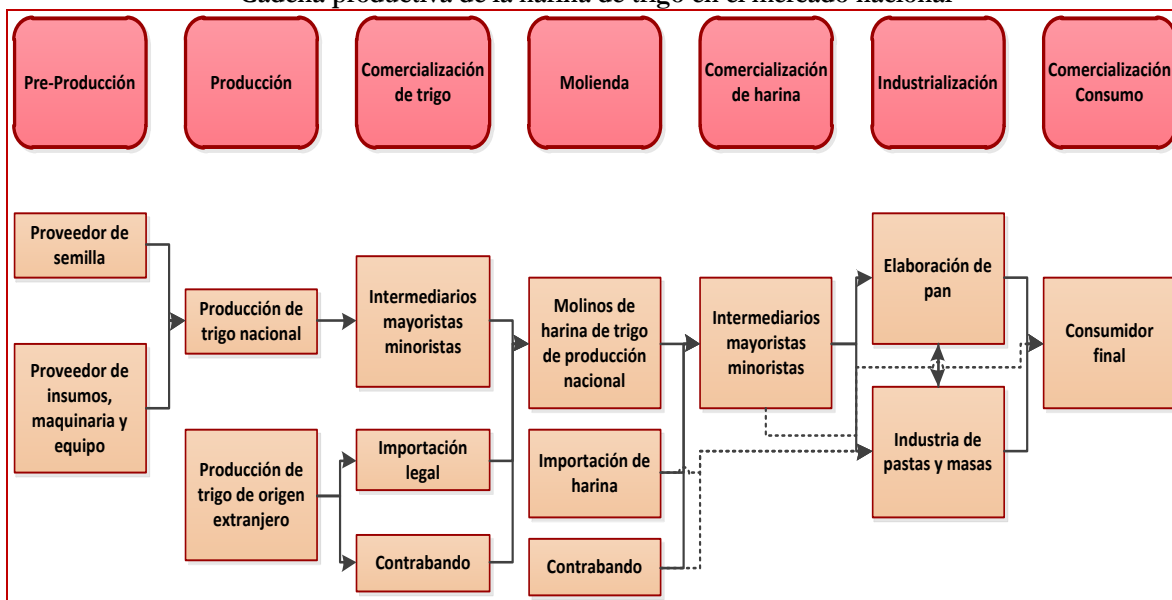 Cadena productiva de la harina de trigo en el mercado nacional
Pre-Producción
Producción
Comercialización
de trigo
Molienda
Comercialización
de harina
Industrialización
Comercialización
Consumo
Proveedor de
semilla
Proveedor de
insumos,
maquinaria y
equipo
Producción de
trigo nacional
Producción de
trigo de origen
extranjero
Intermediarios
mayoristas
minoristas
Importación
legal
Contrabando
Molinos de
harina de trigo
de producción
nacional
Importación de
harina
Contrabando
Intermediarios
mayoristas
minoristas
Elaboración de
pan
Industria de
pastas y masas
Consumidor
final